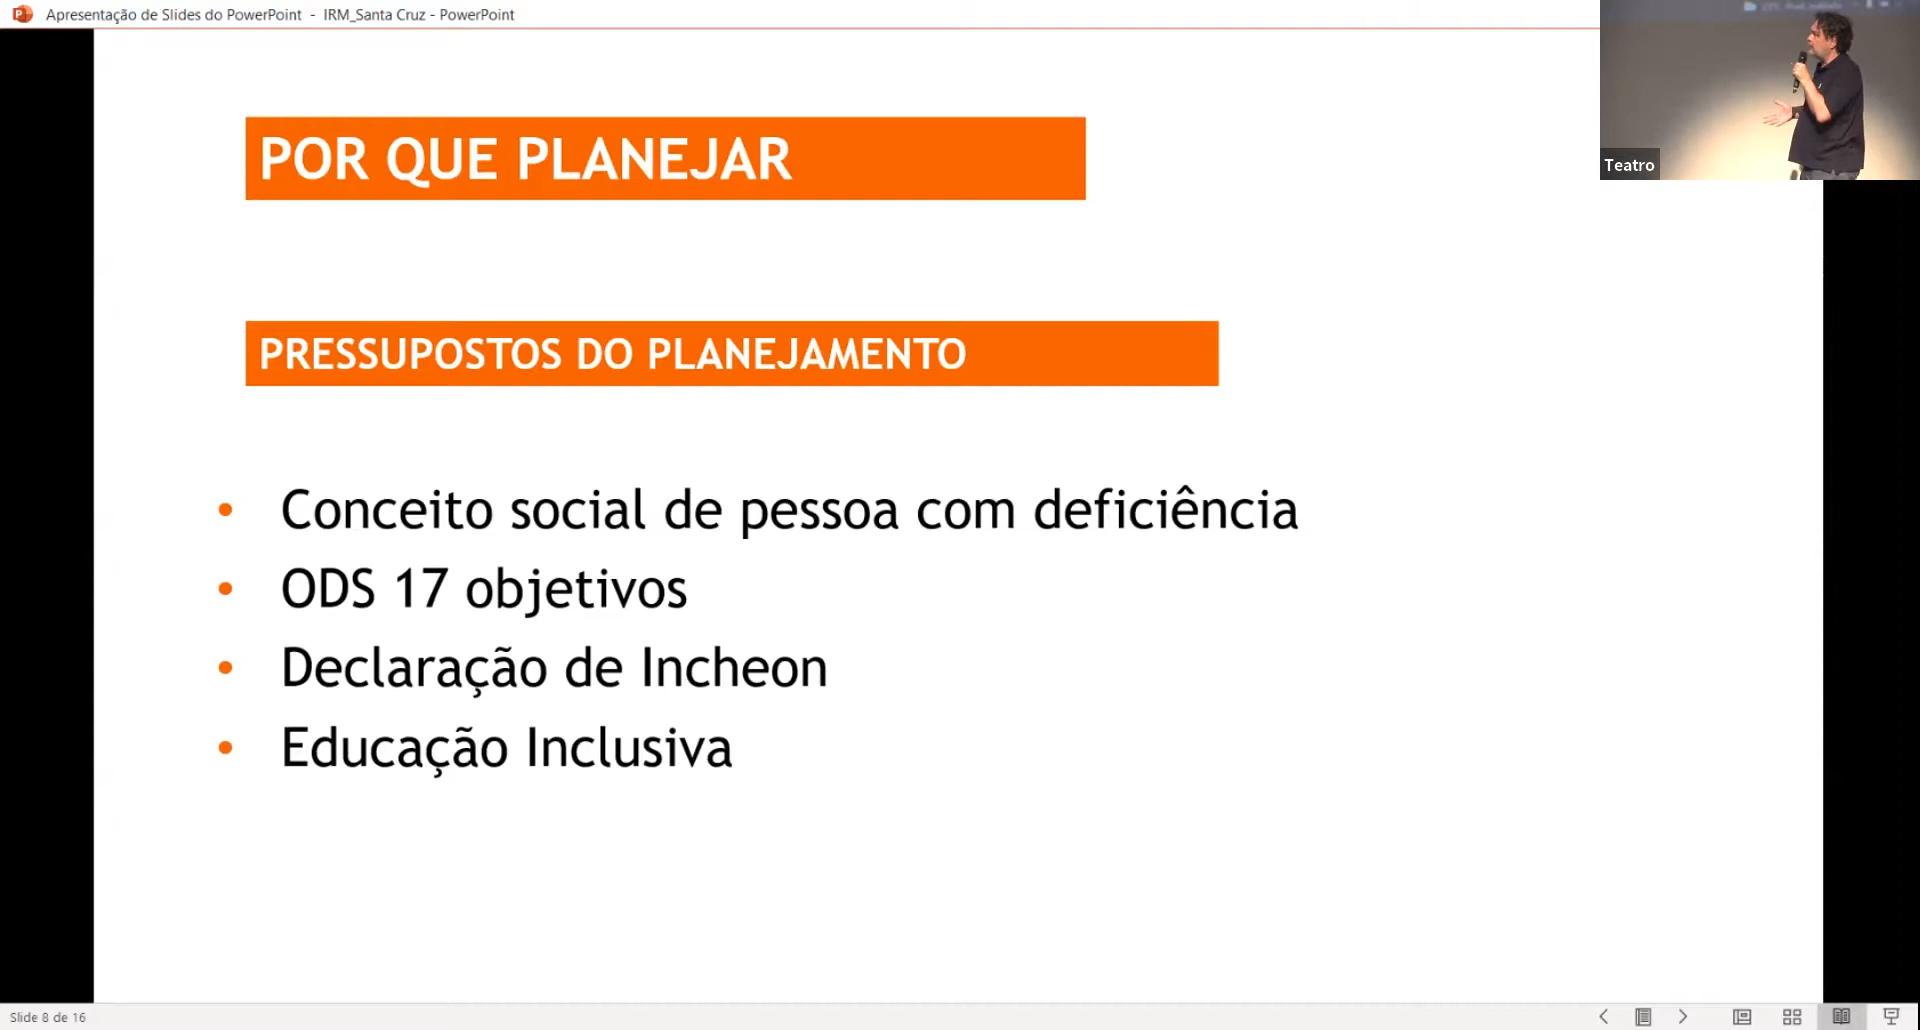 Apresentação de Slides do PowerPoint - IRM_Santa Cruz - PowerPoint
Teatro
POR QUE PLANEJAR
PRESSUPOSTOS DO PLANEJAMENTO
• Conceito social de pessoa com deficiência
• ODS 17 objetivos
• Declaração de Incheon
• Educação Inclusiva
Slide 8 de 16